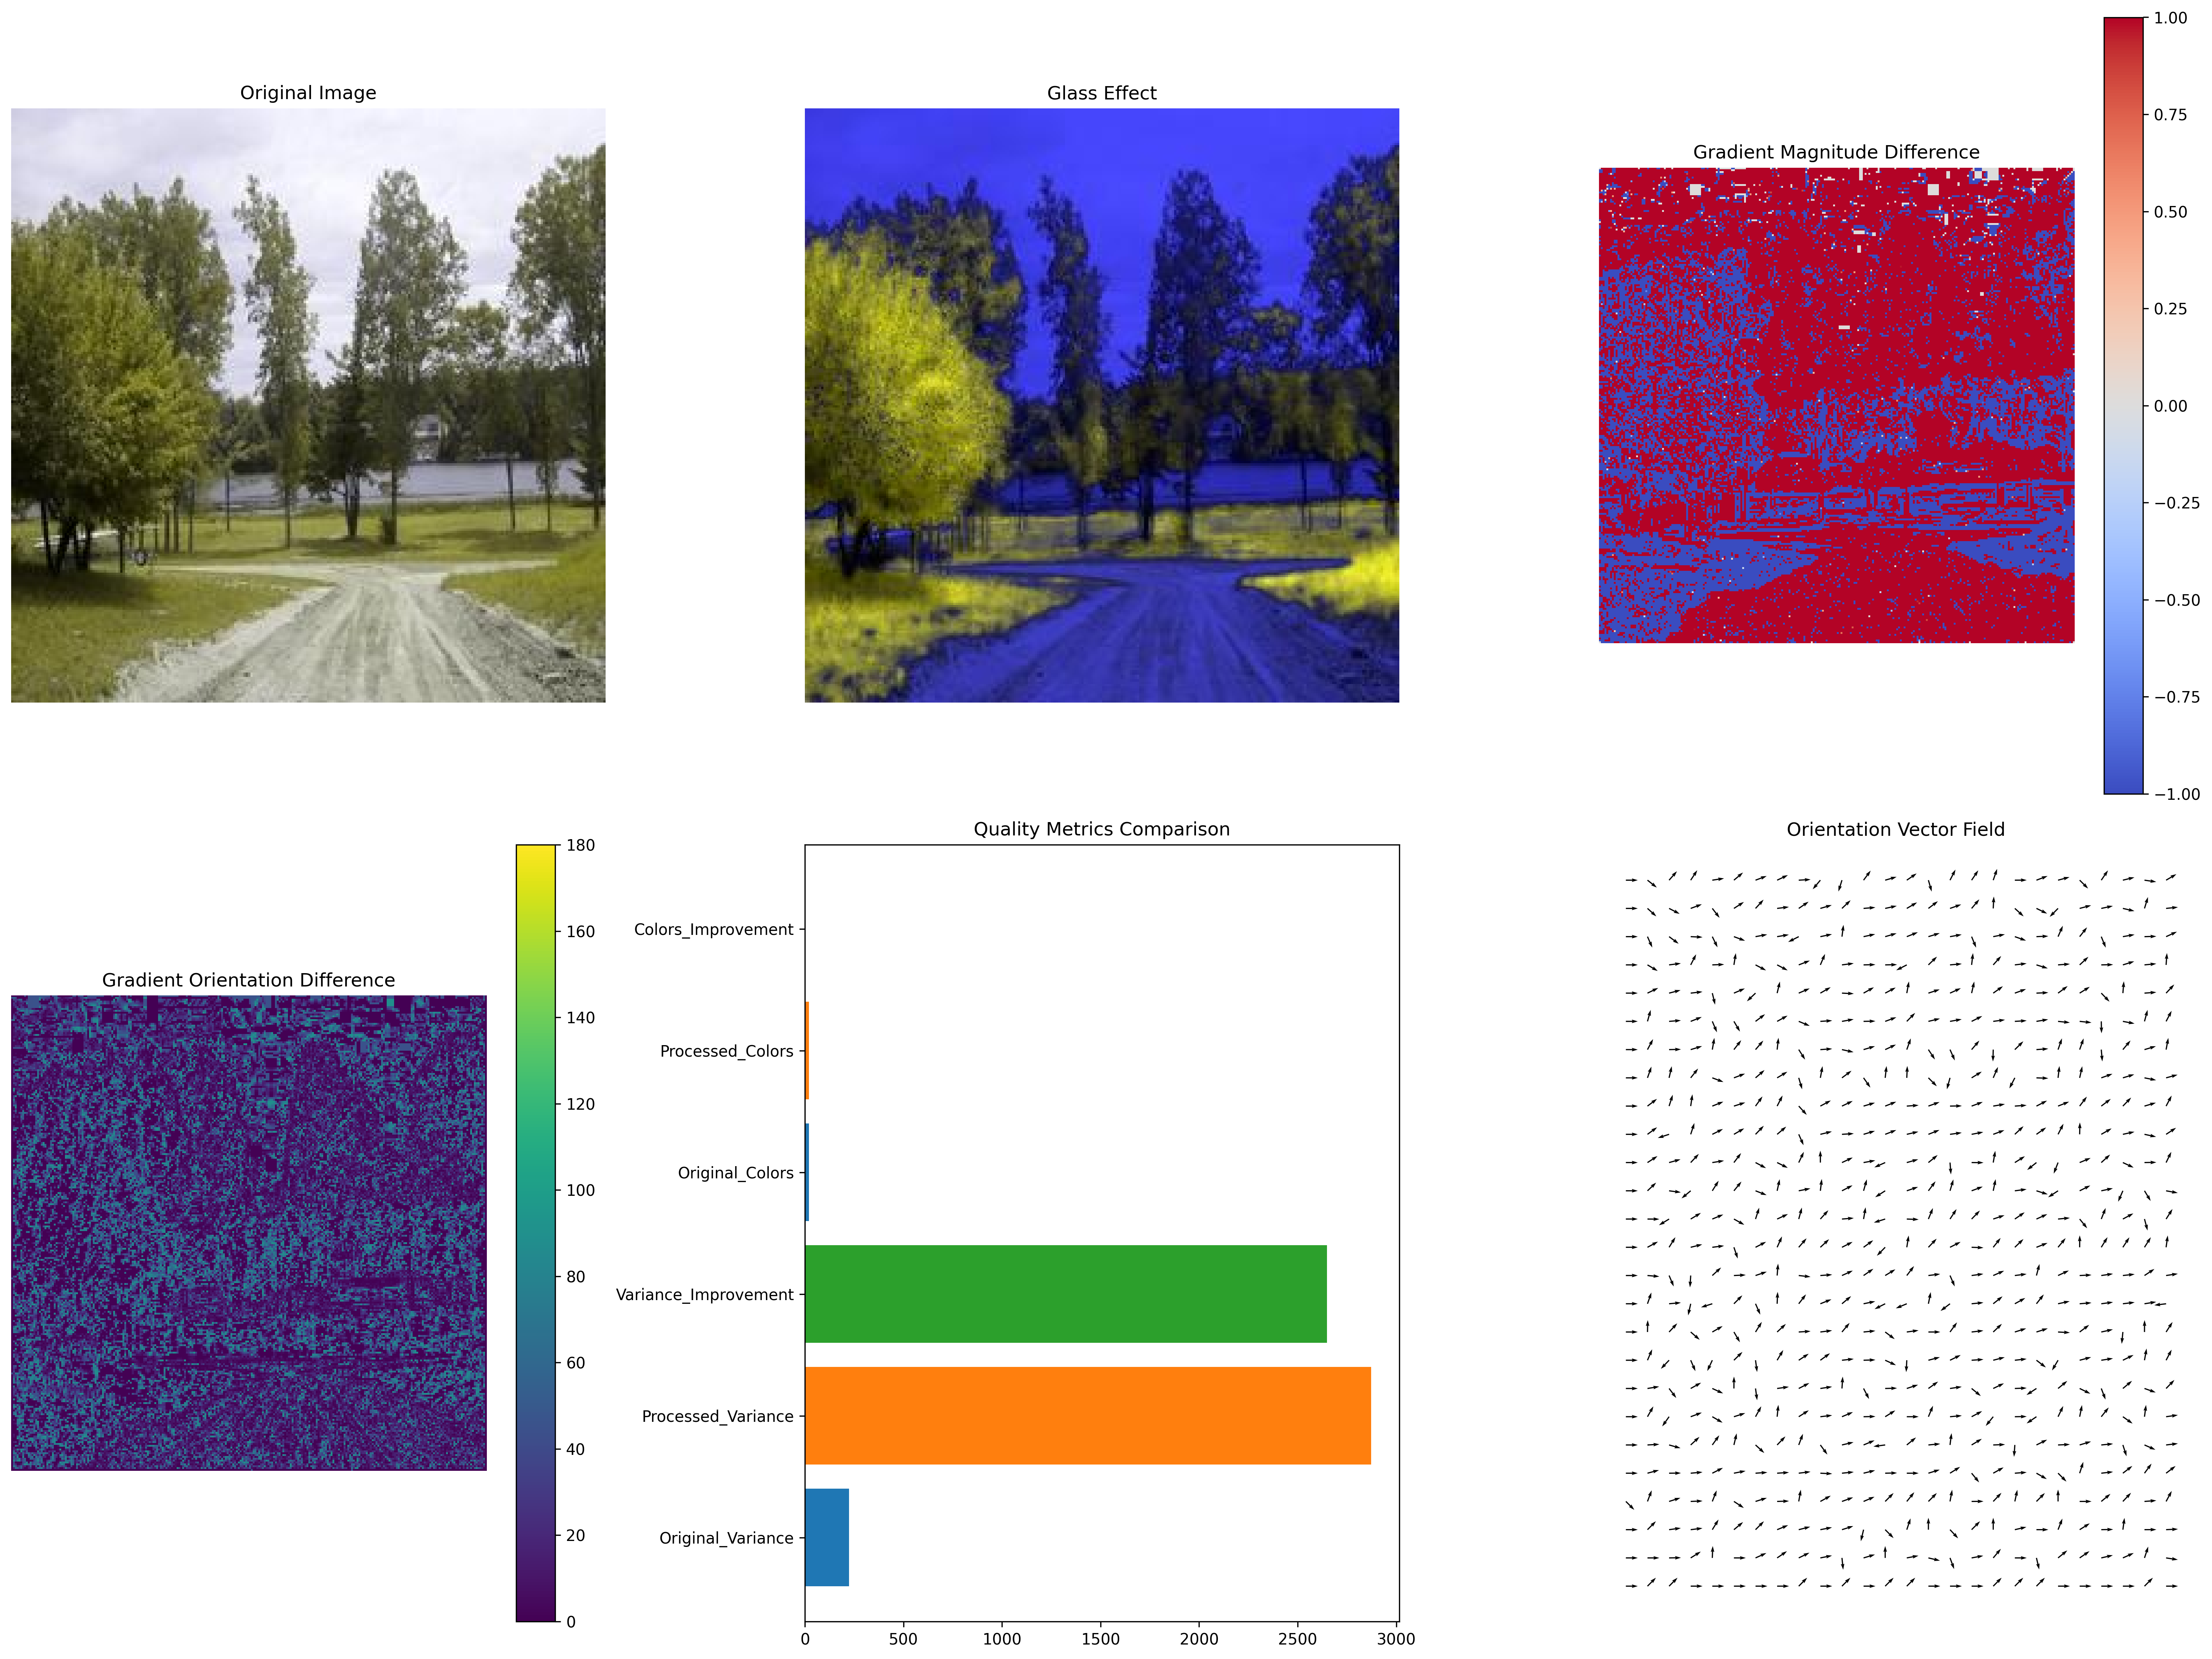 Original Image
Glass Effect
Gradient Magnitude Difference
1.00
0.75
0.50
0.25
0.00
−0.25
−0.50
−0.75
−1.00
Gradient Orientation Difference
180
160
140
120
100
80
60
40
20
0
Quality Metrics Comparison
Colors_Improvement
Processed_Colors
Original_Colors
Variance_Improvement
Processed_Variance
Original_Variance
0 500 1000 1500 2000 2500 3000
Orientation Vector Field